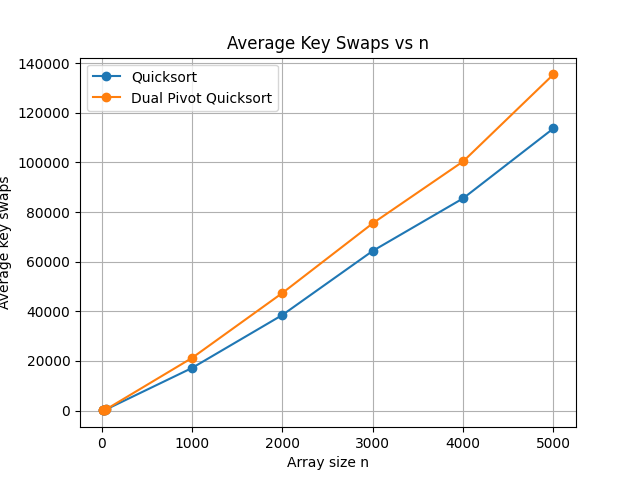 Average Key Swaps vs n
Quicksort
Dual Pivot Quicksort
140000
120000
100000
80000
60000
40000
20000
0
Average key swaps
0 1000 2000 3000 4000 5000
Array size n